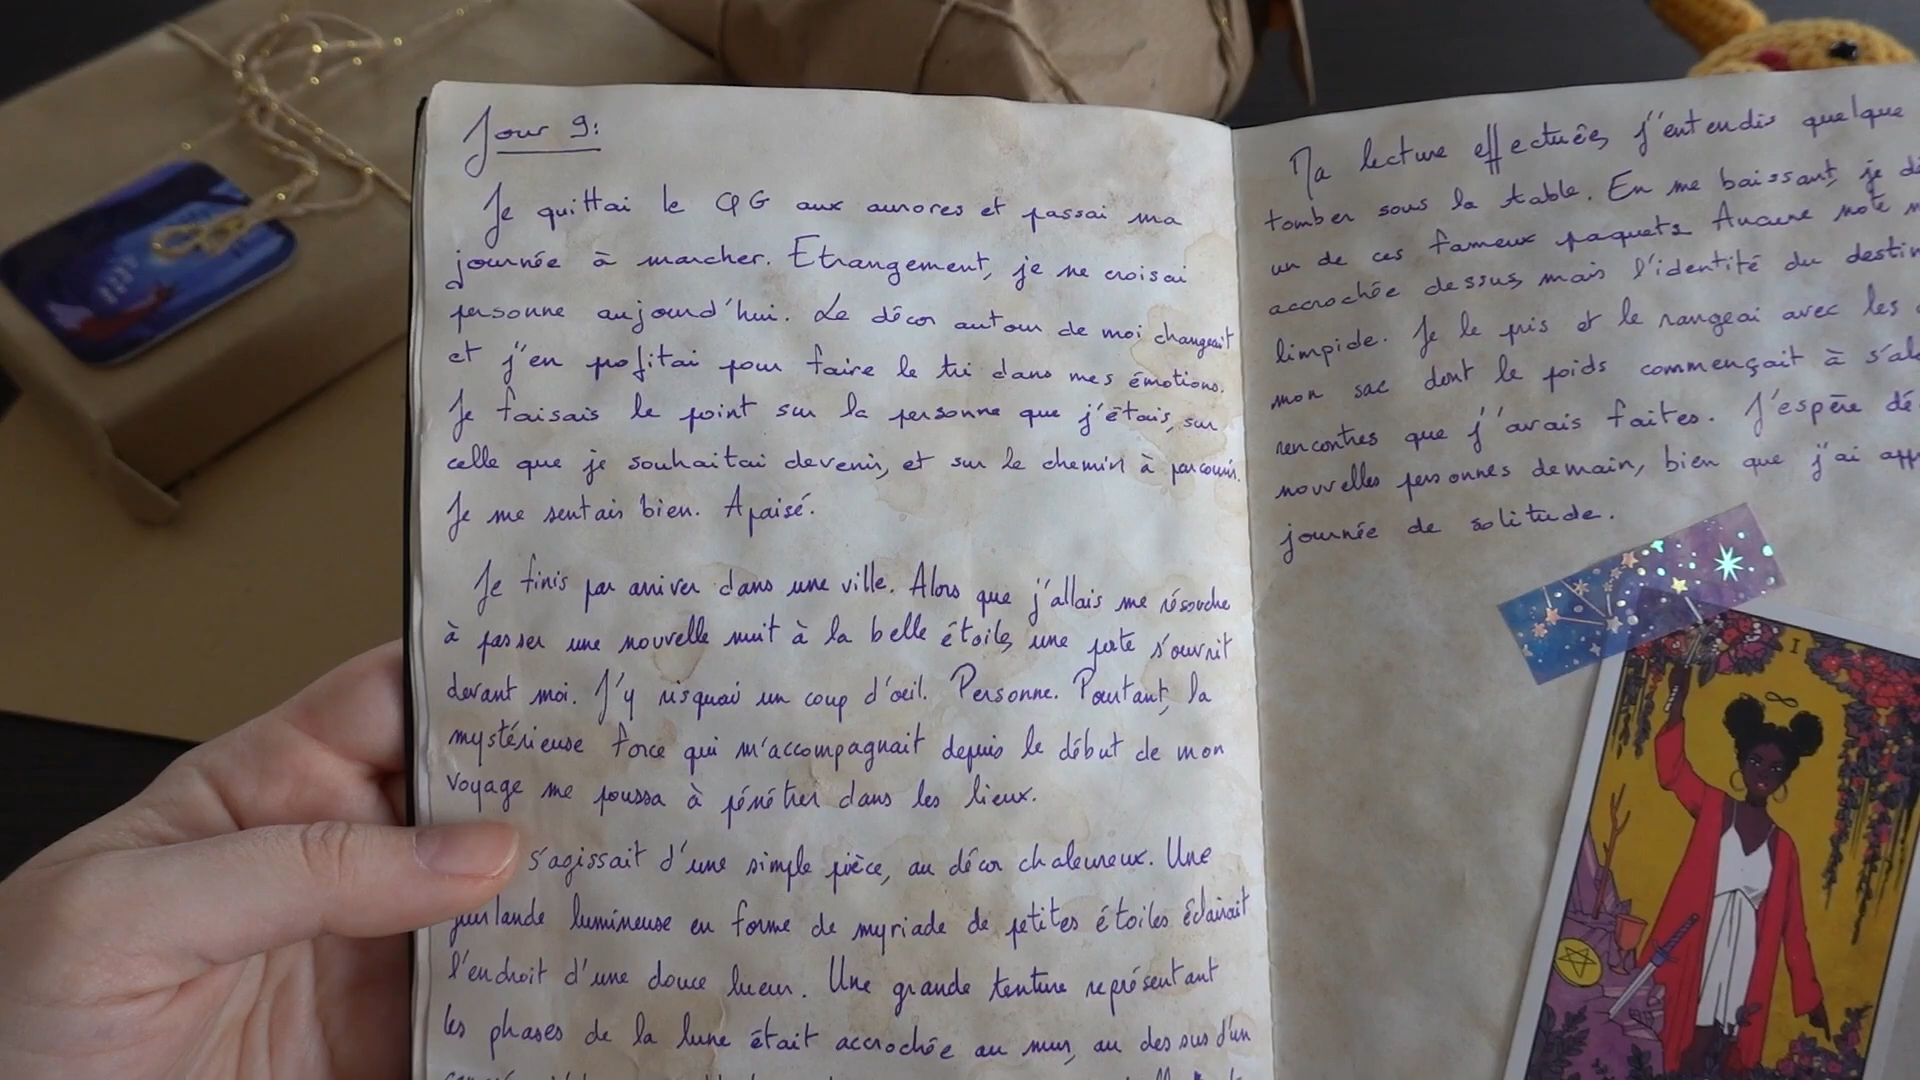 Jour 9:
Je quittai le QG aux aurores et passai ma
journée à marcher. Etrangement, je ne croisai
personne aujourd'hui. Le décor autour de moi changeait
et j'en profitai pour faire le tri dans mes émotions.
Je faisais le point sur la personne que j'étais, sur
celle que je souhaitai devenir, et sur le chemin à parcourir.
Je me sentais bien. Apaisé.
Je finis par arriver dans une ville. Alors que j'allais me résoudre
à passer une nouvelle nuit à la belle étoile, une porte s'ouvrit
devant moi. J'y risquai un coup d'oeil. Personne. Pourtant, la
mystérieuse force qui m'accompagnait depuis le début de mon
voyage me poussa à pénétrer dans les lieux.
s'agissait d'une simple pièce, au décor chaleureux. Une
guirlande lumineuse en forme de myriade de petites étoiles éclairait
l'endroit d'une douce lueur. Une grande tenture représentant
les phases de la lune était accrochée au mur, au dessus d'un
Ma lecture effectuée, j'entendis quelque
tomber sous la table. En me baissant, je
un de ces fameux paquets. Aucune note
accrochée dessus, mais l'identité du
limpide. Je le pris et le rangeai avec les
mon sac dont le poids commençait à
rencontres que j'avais faites. J'espère
nouvelles personnes demain, bien que j'ai
journée de solitude.
I